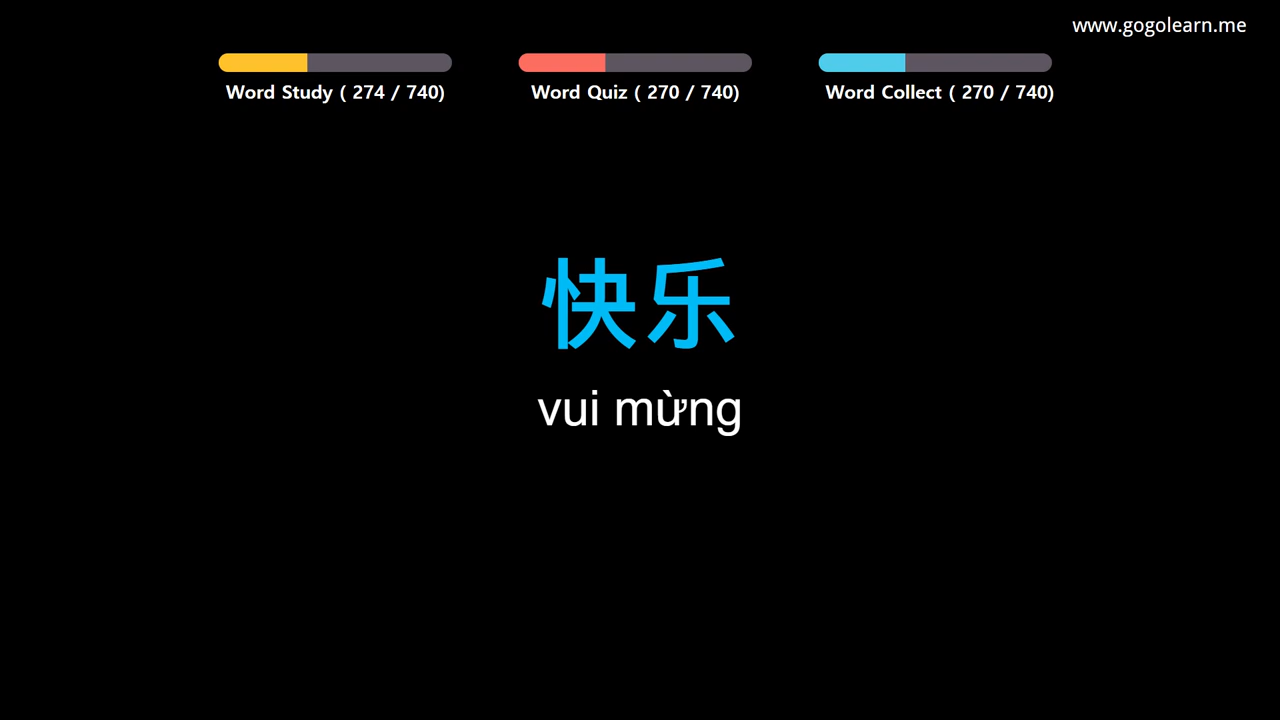 www.gogolearn.me
Word Study ( 274 / 740)
Word Quiz ( 270 / 740)
Word Collect ( 270 / 740)
快乐
vui mừng